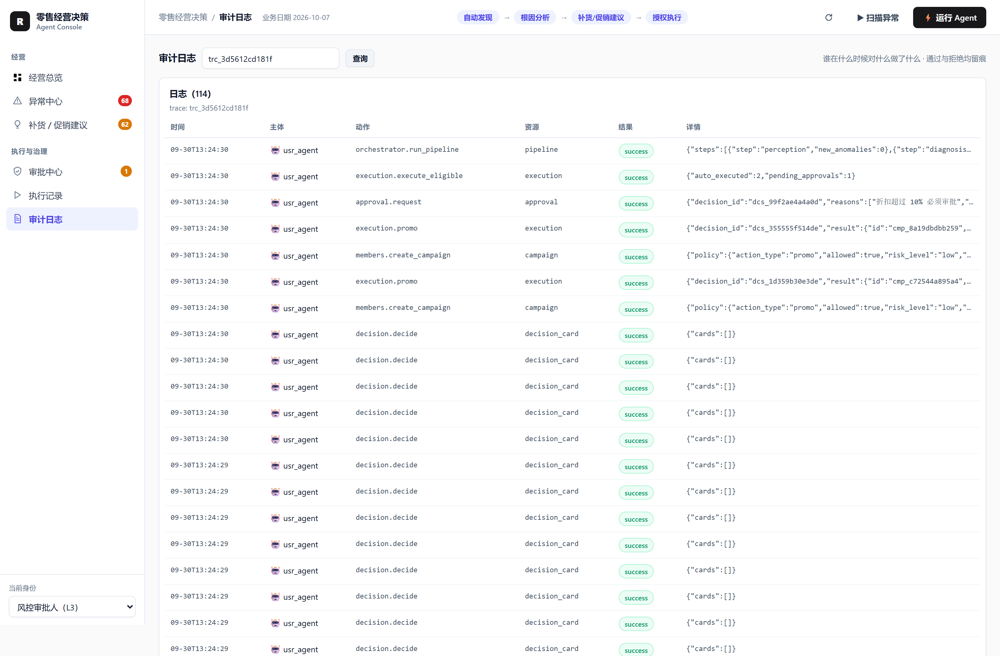 R
零售经营决策
Agent Console
经营
经营总览
异常中心 68
补货 / 促销建议 62
执行与治理
审批中心 1
执行记录
审计日志
当前身份
风控审批人（L3）
零售经营决策 / 审计日志 业务日期 2026-10-07
自动发现 → 根因分析 → 补货/促销建议 → 授权执行
▶ 扫描异常
运行 Agent
审计日志 trc_3d5612cd181f 查询
谁在什么时候对什么做了什么 · 通过与拒绝均留痕
日志（114）
trace: trc_3d5612cd181f
时间 主体 动作 资源 结果 详情
09-30T13:24:30 usr_agent orchestrator.run_pipeline pipeline success {"steps":[{"step":"perception","new_anomalies":0},{"step":"diagnosis…
09-30T13:24:30 usr_agent execution.execute_eligible execution success {"auto_executed":2,"pending_approvals":1}
09-30T13:24:30 usr_agent approval.request approval success {"decision_id":"dcs_99f2ae4a4a0d","reasons":["折扣超过 10% 必须审批","…
09-30T13:24:30 usr_agent execution.promo execution success {"decision_id":"dcs_355555f514de","result":{"id":"cmp_8a19dbdbb259",…
09-30T13:24:30 usr_agent members.create_campaign campaign success {"policy":{"action_type":"promo","allowed":true,"risk_level":"low","…
09-30T13:24:30 usr_agent execution.promo execution success {"decision_id":"dcs_1d359b30e3de","result":{"id":"cmp_c72544a895a4",…
09-30T13:24:30 usr_agent members.create_campaign campaign success {"policy":{"action_type":"promo","allowed":true,"risk_level":"low","…
09-30T13:24:30 usr_agent decision.decide decision_card success {"cards":[]}
09-30T13:24:30 usr_agent decision.decide decision_card success {"cards":[]}
09-30T13:24:30 usr_agent decision.decide decision_card success {"cards":[]}
09-30T13:24:30 usr_agent decision.decide decision_card success {"cards":[]}
09-30T13:24:30 usr_agent decision.decide decision_card success {"cards":[]}
09-30T13:24:29 usr_agent decision.decide decision_card success {"cards":[]}
09-30T13:24:29 usr_agent decision.decide decision_card success {"cards":[]}
09-30T13:24:29 usr_agent decision.decide decision_card success {"cards":[]}
09-30T13:24:29 usr_agent decision.decide decision_card success {"cards":[]}
09-30T13:24:29 usr_agent decision.decide decision_card success {"cards":[]}
09-30T13:24:29 usr_agent decision.decide decision_card success {"cards":[]}
09-30T13:24:29 usr_agent decision.decide decision_card success {"cards":[]}
09-30T13:24:29 usr_agent decision.decide decision_card success {"cards":[]}